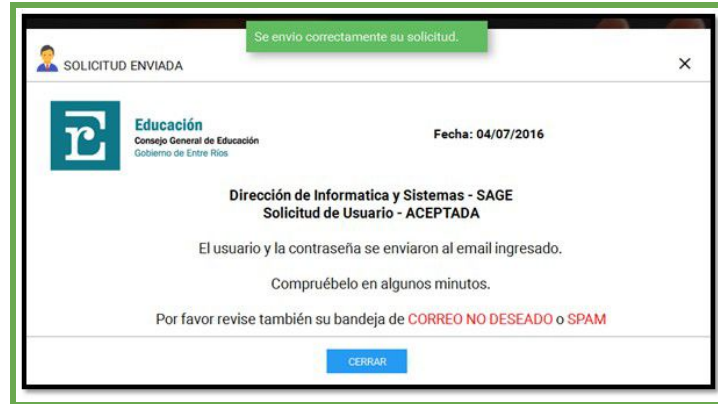 Se envio correctamente su solicitud.
SOLICITUD ENVIADA
Educación
Consejo General de Educación
Gobierno de Entre Ríos
Fecha: 04/07/2016
Dirección de Informatica y Sistemas - SAGE
Solicitud de Usuario - ACEPTADA
El usuario y la contraseña se enviaron al email ingresado.
Compruébelo en algunos minutos.
Por favor revise también su bandeja de CORREO NO DESEADO o SPAM
CERRAR